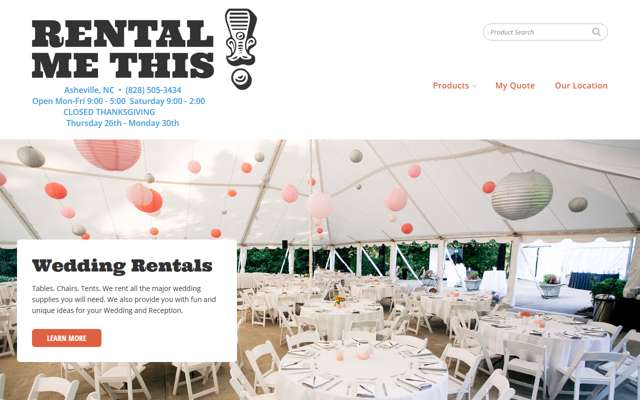 RENTAL
ME THIS
Asheville, NC • (828) 505-3434
Open Mon-Fri 9:00 - 5:00 Saturday 9:00 - 2:00
CLOSED THANKSGIVING
Thursday 26th - Monday 30th
Product Search
Products
My Quote
Our Location
Wedding Rentals
Tables. Chairs. Tents. We rent all the major wedding
supplies you will need. We also provide you with fun and
unique ideas for your Wedding and Reception.
LEARN MORE